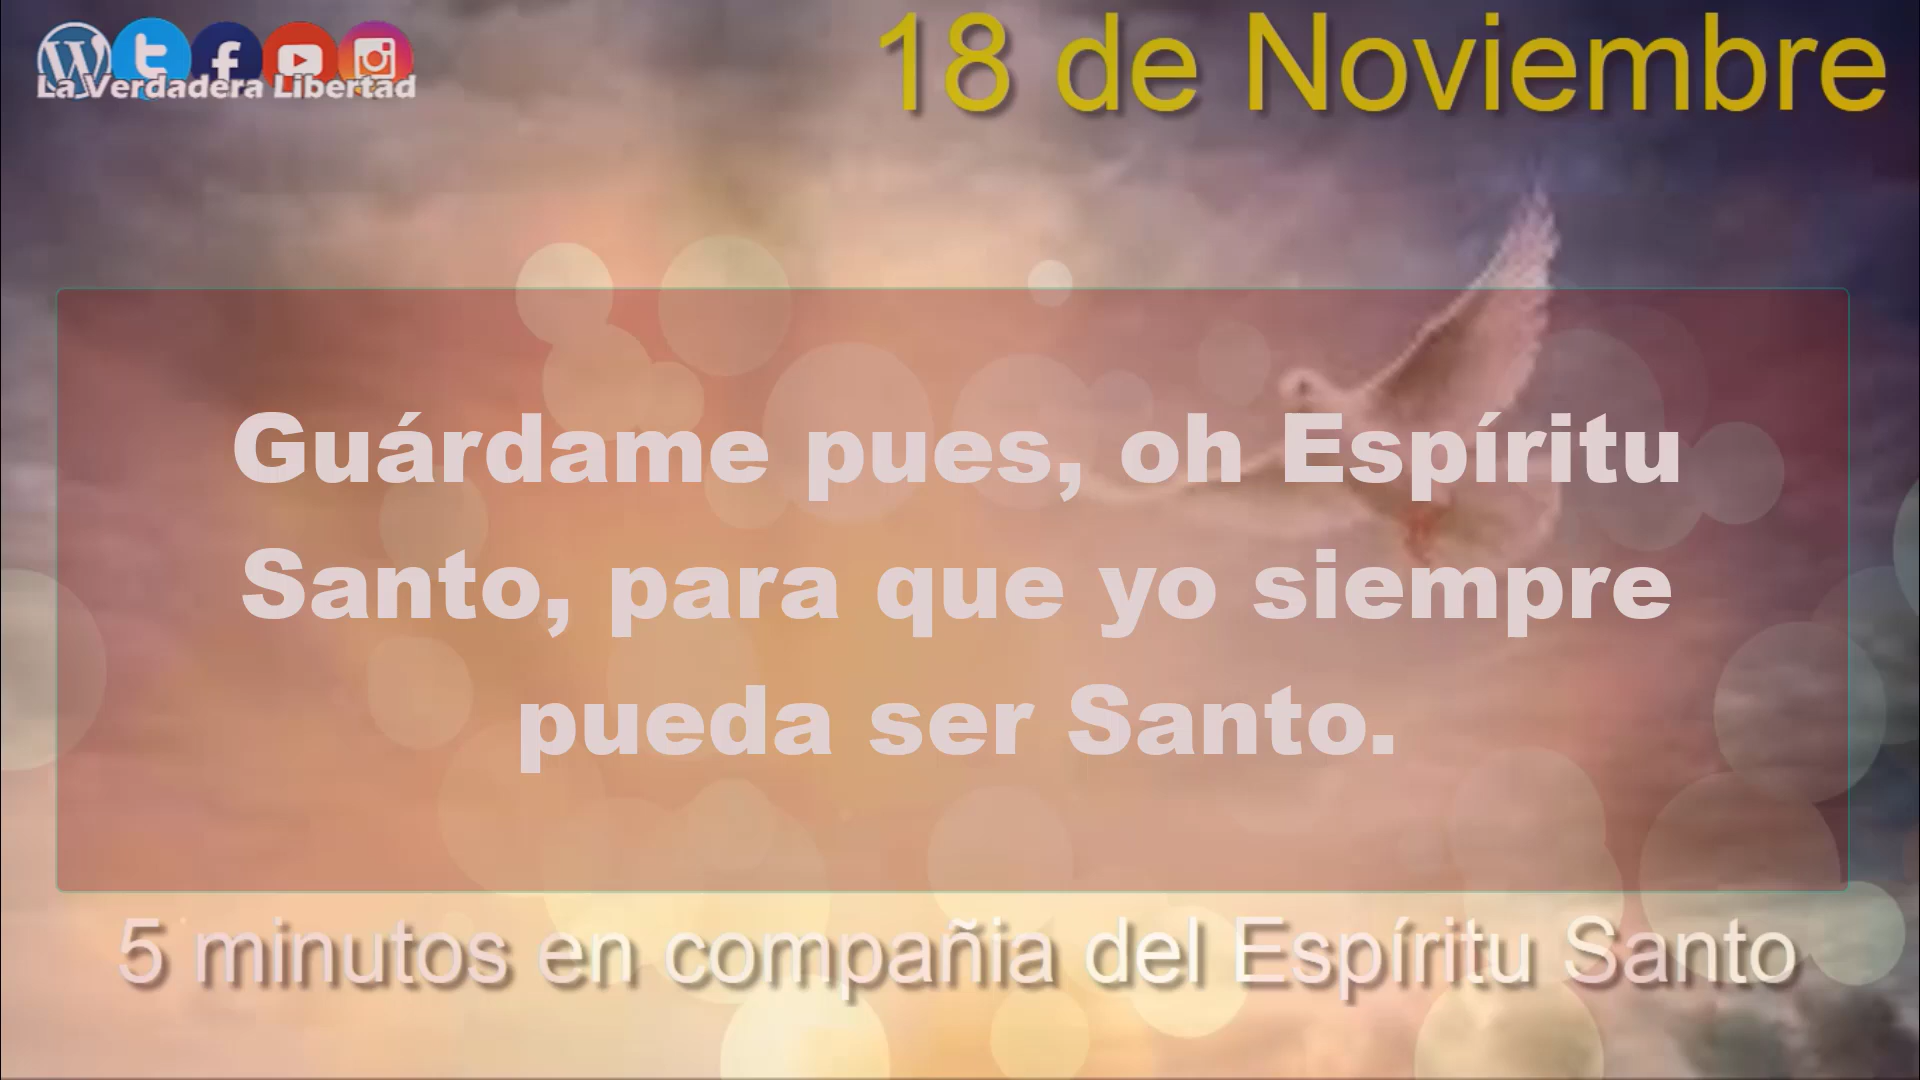 La Verdadera Libertad
18 de Noviembre
Guárdame pues, oh Espíritu
Santo, para que yo siempre
pueda ser Santo.
5 minutos en compañia del Espíritu Santo